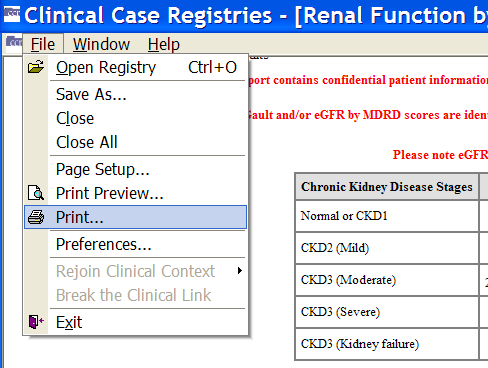 Clinical Case Registries - [Renal Function by
File Window Help
Open Registry Ctrl+O
Save As...
Close
Close All
Page Setup...
Print Preview...
Print...
Preferences...
Rejoin Clinical Context
Break the Clinical Link
Exit
port contains confidential patient information
Gault and/or eGFR by MDRD scores are iden
Please note eGFR
Chronic Kidney Disease Stages
Normal or CKD1
CKD2 (Mild)
CKD3 (Moderate)
CKD3 (Severe)
CKD3 (Kidney failure)